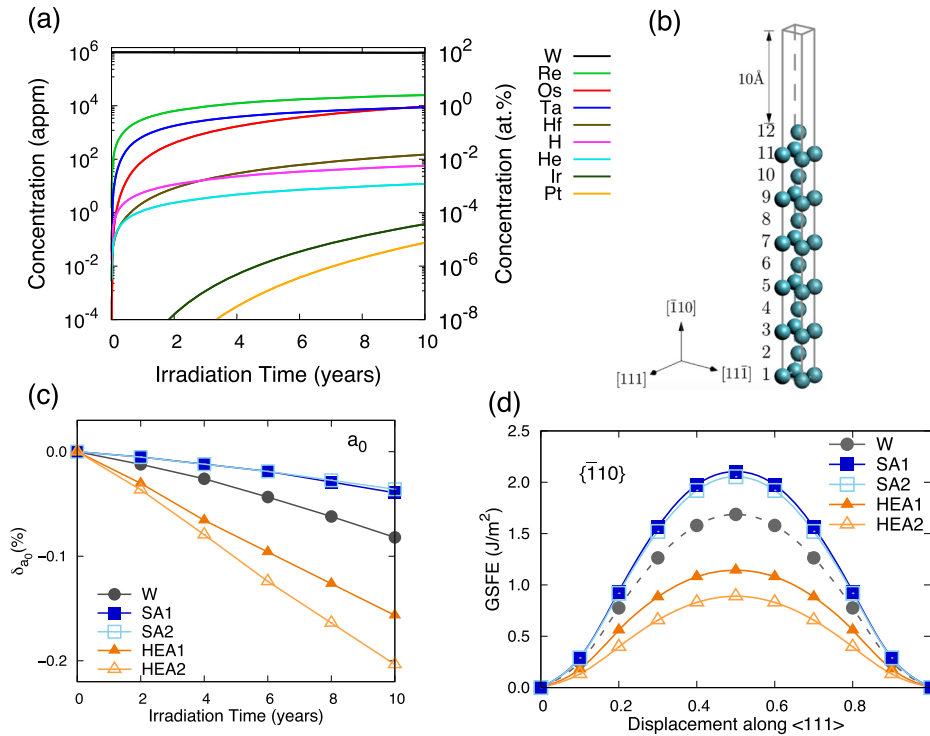 (a)
Concentration (appm)
10⁶
10⁴
10²
10⁰
10⁻²
10⁻⁴
0 2 4 6 8 10
Irradiation Time (years)
10²
10⁰
10⁻²
10⁻⁴
10⁻⁶
10⁻⁸
Concentration (at.%)
W
Re
Os
Ta
Hf
H
He
Ir
Pt
(b)
10Å
12
11
10
9
8
7
6
5
4
3
2
1
[1̅10]
[111]
[111̅]
(c)
a₀
δa₀(%)
0.0
−0.1
−0.2
W
SA1
SA2
HEA1
HEA2
0 2 4 6 8 10
Irradiation Time (years)
(d)
{1̅10}
GSFE (J/m²)
2.5
2.0
1.5
1.0
0.5
0.0
W
SA1
SA2
HEA1
HEA2
0.0 0.2 0.4 0.6 0.8
Displacement along <111>